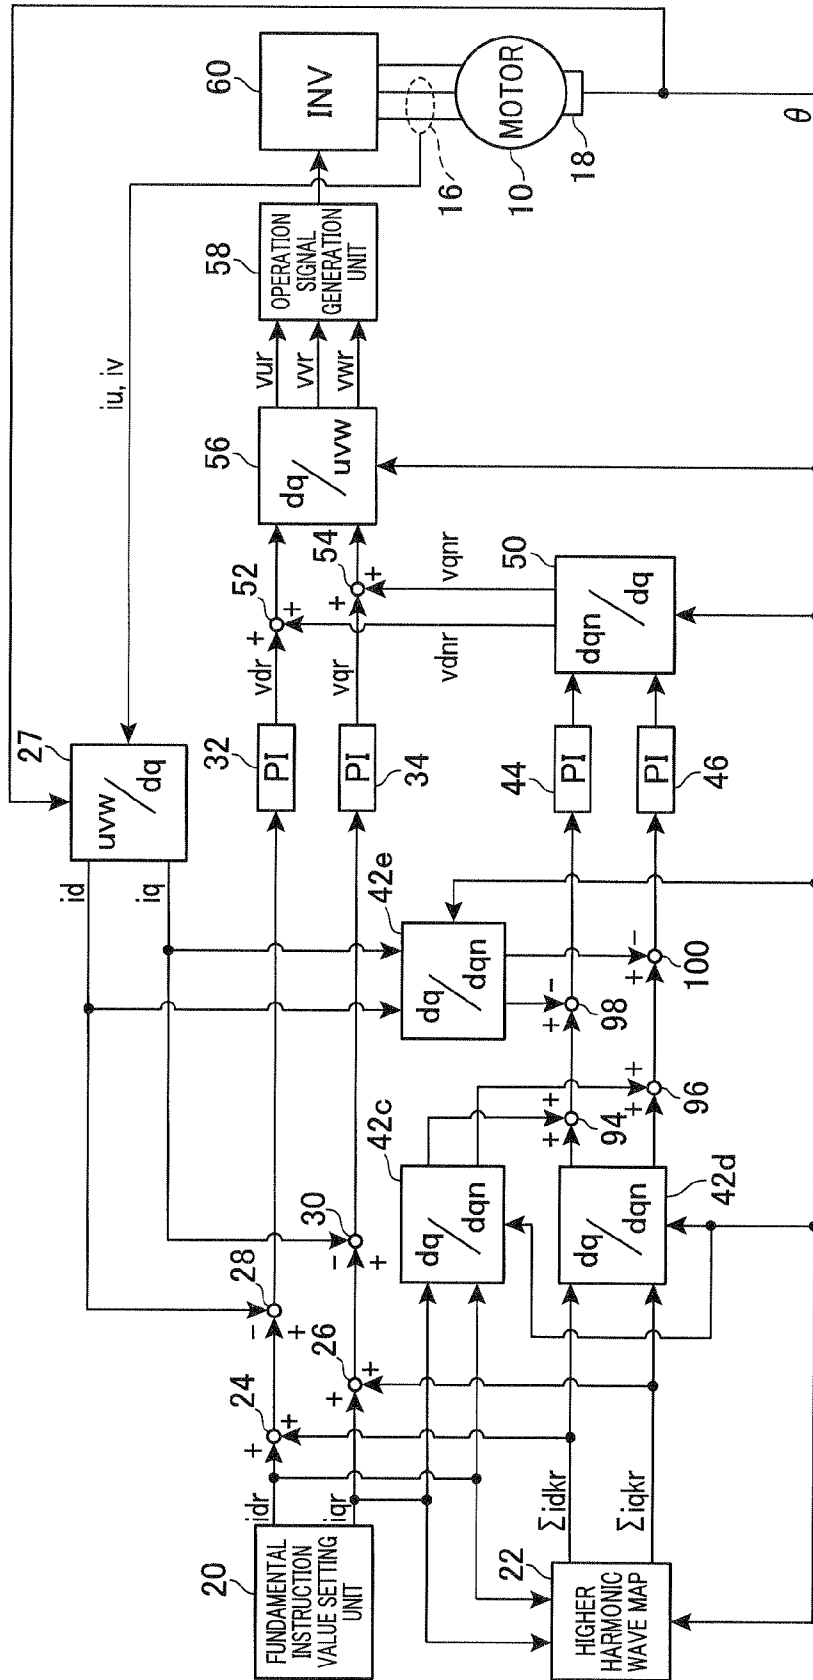 20
FUNDAMENTAL
INSTRUCTION
VALUE SETTING
UNIT
idr
iqr
22
HIGHER
HARMONIC
WAVE MAP
Σidkr
Σiqkr
24
+
+
26
+
+
28
-
+
30
-
+
id
iq
27
uvw/dq
iu, iv
42c
dq/dqn
42d
dq/dqn
42e
dq/dqn
94
+
+
96
+
+
98
+
-
100
+
-
32
PI
34
PI
44
PI
46
PI
vdr
vqr
52
+
+
54
+
+
vdnr
vqnr
50
dqn/dq
56
dq/uvw
vur
vvr
vwr
58
OPERATION
SIGNAL
GENERATION
UNIT
60
INV
16
10
MOTOR
18
θ